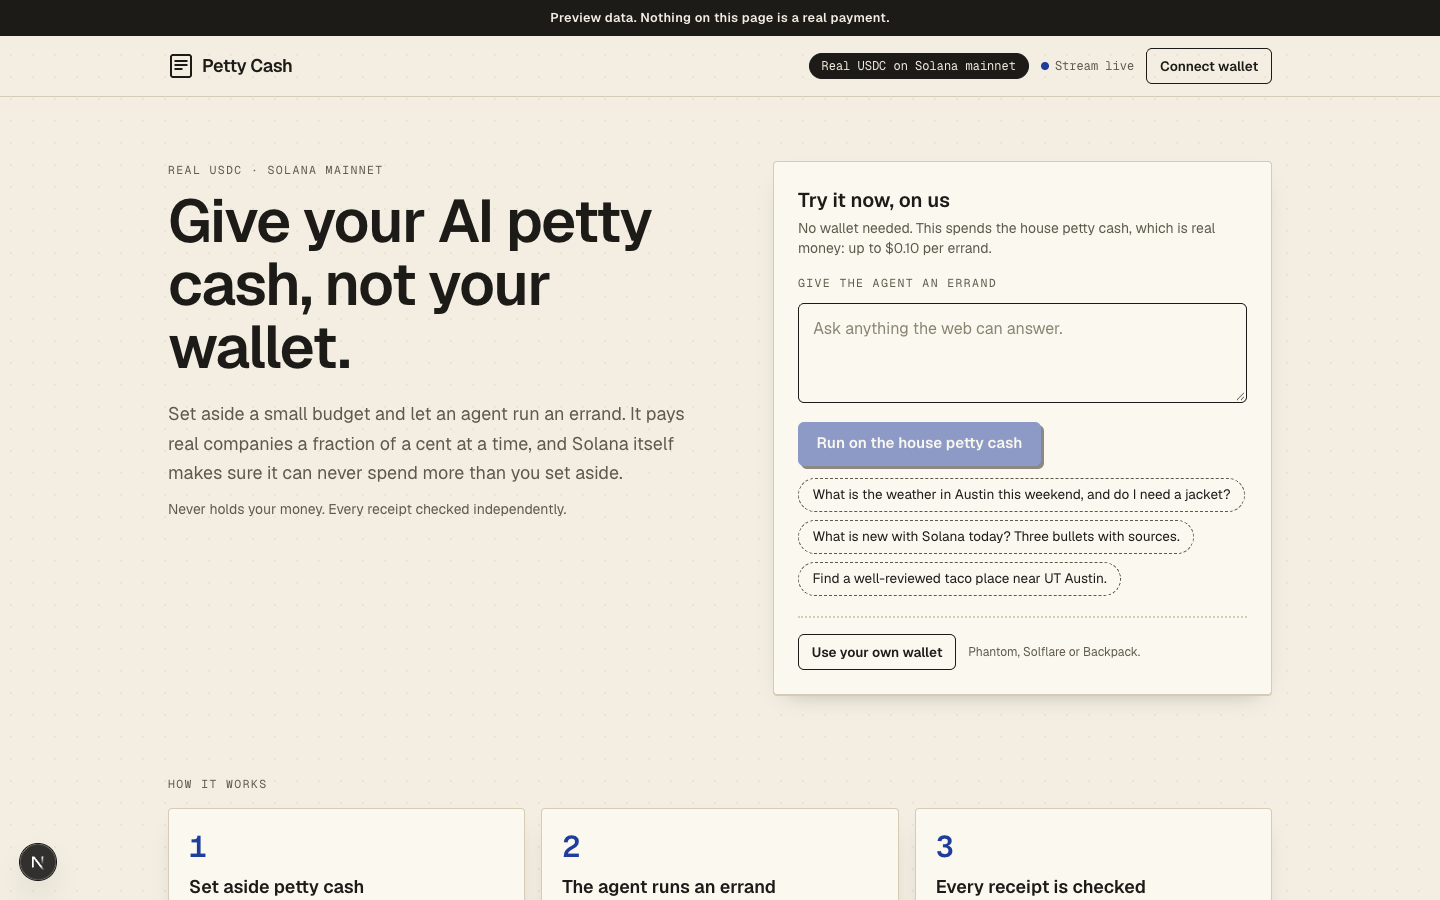 Preview data. Nothing on this page is a real payment.
Petty Cash
Real USDC on Solana mainnet
Stream live
Connect wallet
REAL USDC · SOLANA MAINNET
Give your AI petty
cash, not your
wallet.
Set aside a small budget and let an agent run an errand. It pays
real companies a fraction of a cent at a time, and Solana itself
makes sure it can never spend more than you set aside.
Never holds your money. Every receipt checked independently.
Try it now, on us
No wallet needed. This spends the house petty cash, which is real
money: up to $0.10 per errand.
GIVE THE AGENT AN ERRAND
Ask anything the web can answer.
Run on the house petty cash
What is the weather in Austin this weekend, and do I need a jacket?
What is new with Solana today? Three bullets with sources.
Find a well-reviewed taco place near UT Austin.
Use your own wallet
Phantom, Solflare or Backpack.
HOW IT WORKS
1
Set aside petty cash
2
The agent runs an errand
3
Every receipt is checked
N